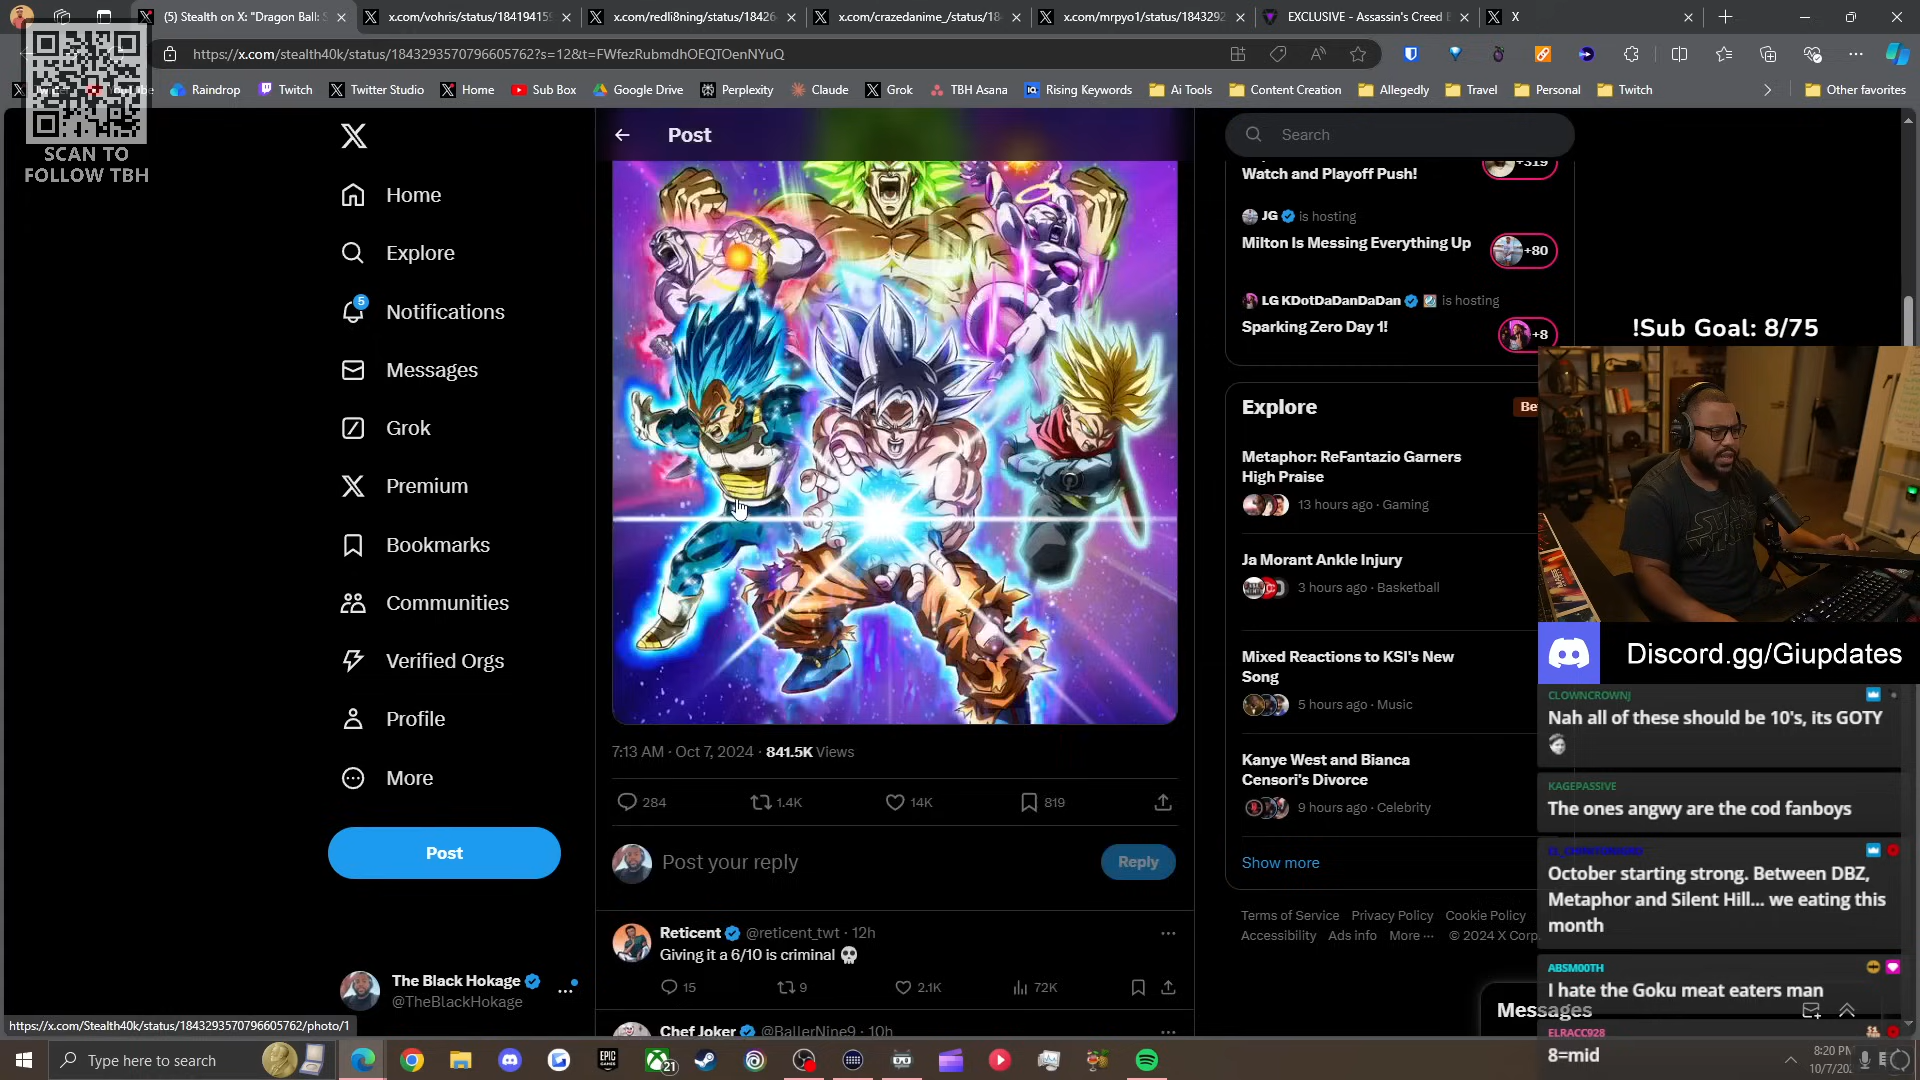 (5) Stealth on X: "Dragon Ball: S
x.com/vohris/status/184194155
x.com/redli8ning/status/18426
x.com/crazedanime_/status/18
x.com/mrpyo1/status/1843292
EXCLUSIVE - Assassin's Creed E
X
https://x.com/stealth40k/status/1843293570796605762?s=12&t=FWfezRubmdhOEQTOenNYuQ
Raindrop
Twitch
Twitter Studio
Home
Sub Box
Google Drive
Perplexity
Claude
Grok
TBH Asana
Rising Keywords
Ai Tools
Content Creation
Allegedly
Travel
Personal
Twitch
Other favorites
SCAN TO
FOLLOW TBH
Home
Explore
5
Notifications
Messages
Grok
Premium
Bookmarks
Communities
Verified Orgs
Profile
More
Post
The Black Hokage
@TheBlackHokage
https://x.com/Stealth40k/status/1843293570796605762/photo/1
Post
7:13 AM · Oct 7, 2024 · 841.5K Views
284
1.4K
14K
819
Post your reply
Reply
Reticent @reticent_twt · 12h
Giving it a 6/10 is criminal 💀
15
9
2.1K
72K
Chef Joker @BallerNine9 · 10h
Search
+319
Watch and Playoff Push!
JG is hosting
Milton Is Messing Everything Up
+80
LG KDotDaDanDaDan is hosting
Sparking Zero Day 1!
+8
Explore
Be
Metaphor: ReFantazio Garners
High Praise
13 hours ago · Gaming
Ja Morant Ankle Injury
3 hours ago · Basketball
Mixed Reactions to KSI's New
Song
5 hours ago · Music
Kanye West and Bianca
Censori's Divorce
9 hours ago · Celebrity
Show more
Terms of Service Privacy Policy Cookie Policy
Accessibility Ads info More ··· © 2024 X Corp
Messages
!Sub Goal: 8/75
STAR
WARS
Discord.gg/Giupdates
CLOWNCROWNJ
Nah all of these should be 10's, its GOTY
KAGEPASSIVE
The ones angwy are the cod fanboys
October starting strong. Between DBZ,
Metaphor and Silent Hill... we eating this
month
ABSM00TH
I hate the Goku meat eaters man
ELRACC928
8=mid
Type here to search
EPIC
GAMES
21
8:20 PM
10/7/202